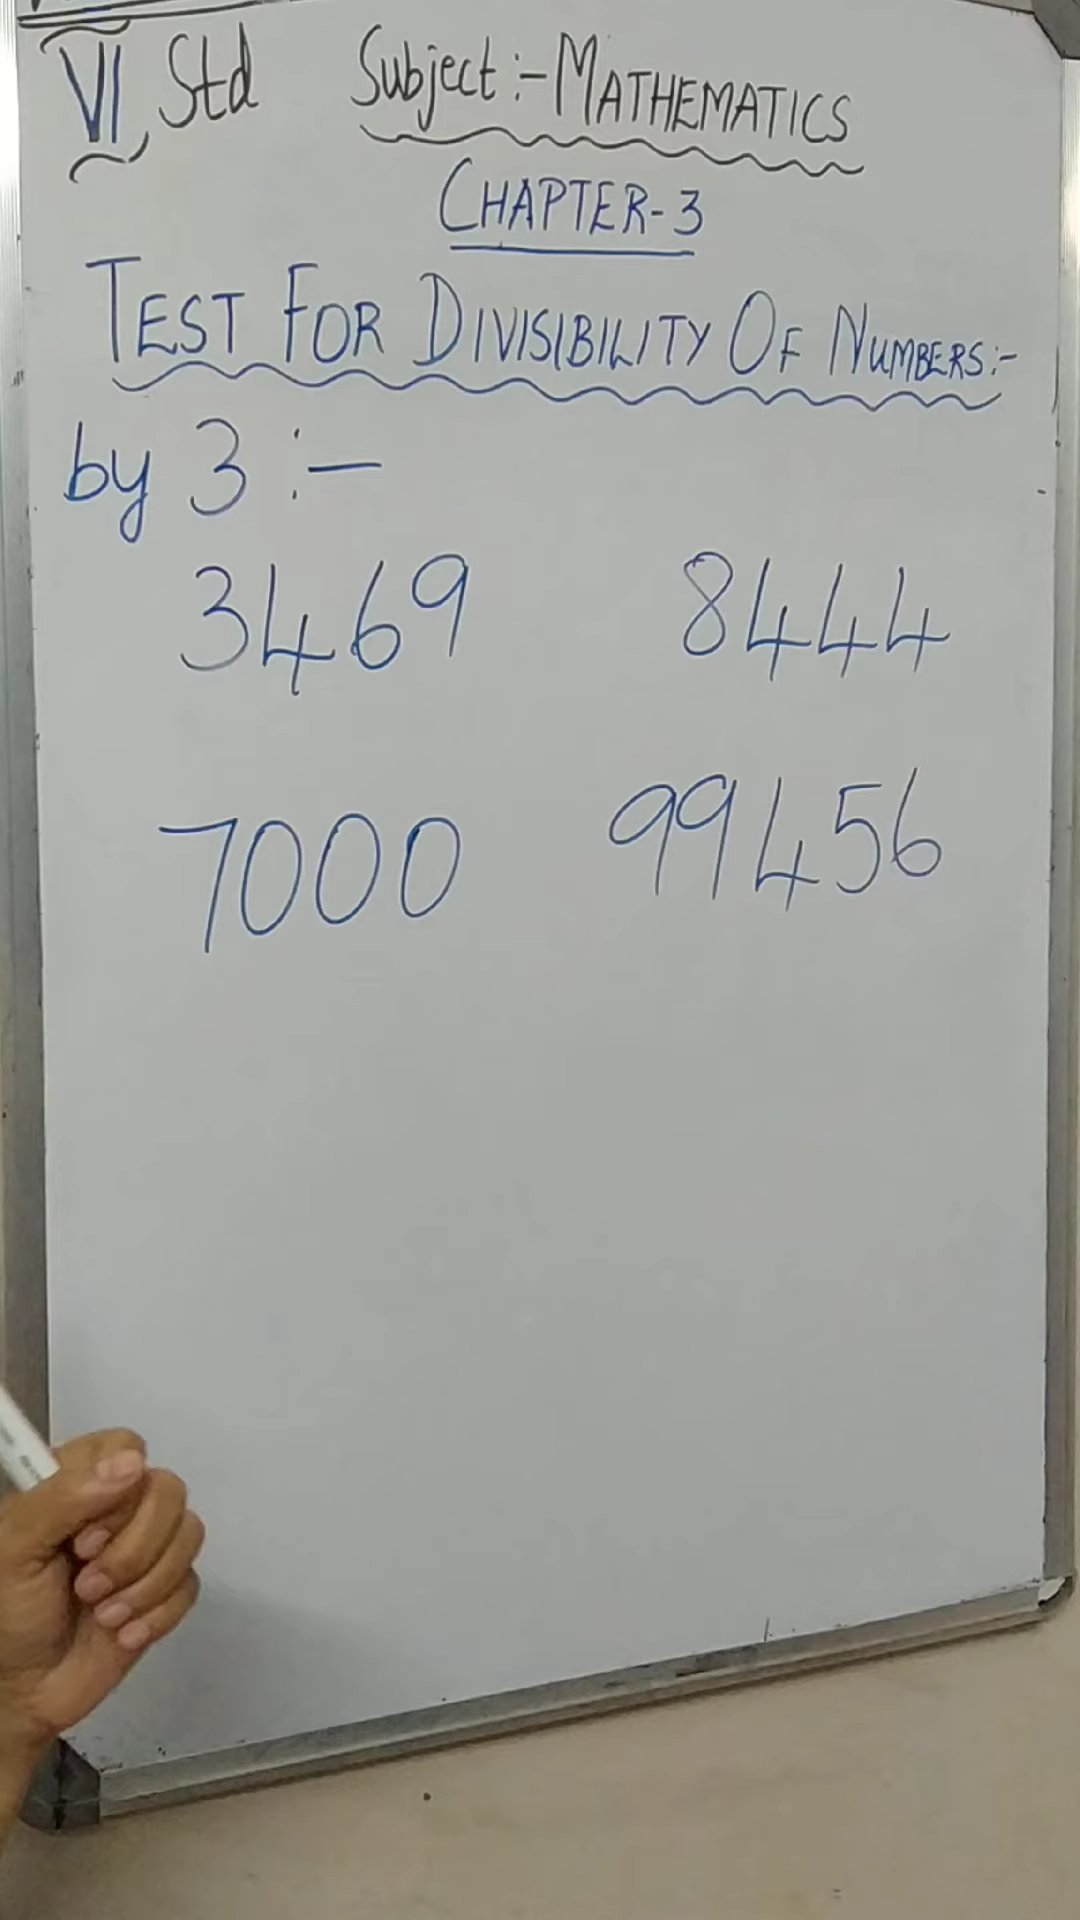 VI Std Subject:- MATHEMATICS
CHAPTER-3
TEST FOR DIVISIBILITY OF NUMBERS:-
by 3 :-
3469 8444
7000 99456